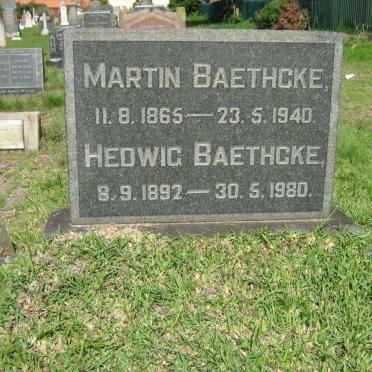 MARTIN BAETHCKE,
11. 8. 1865 — 23. 5. 1940.
HEDWIG BAETHCKE,
8. 9. 1892 — 30. 5. 1980.